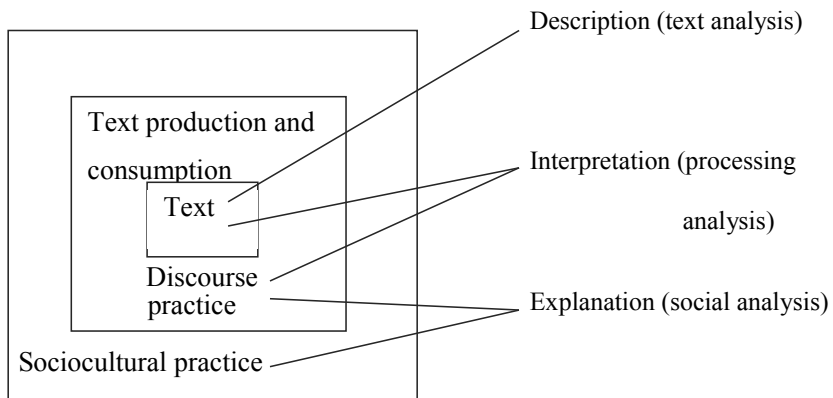 Description (text analysis)
Text production and
consumption
Interpretation (processing
analysis)
Text
Discourse
practice
Explanation (social analysis)
Sociocultural practice